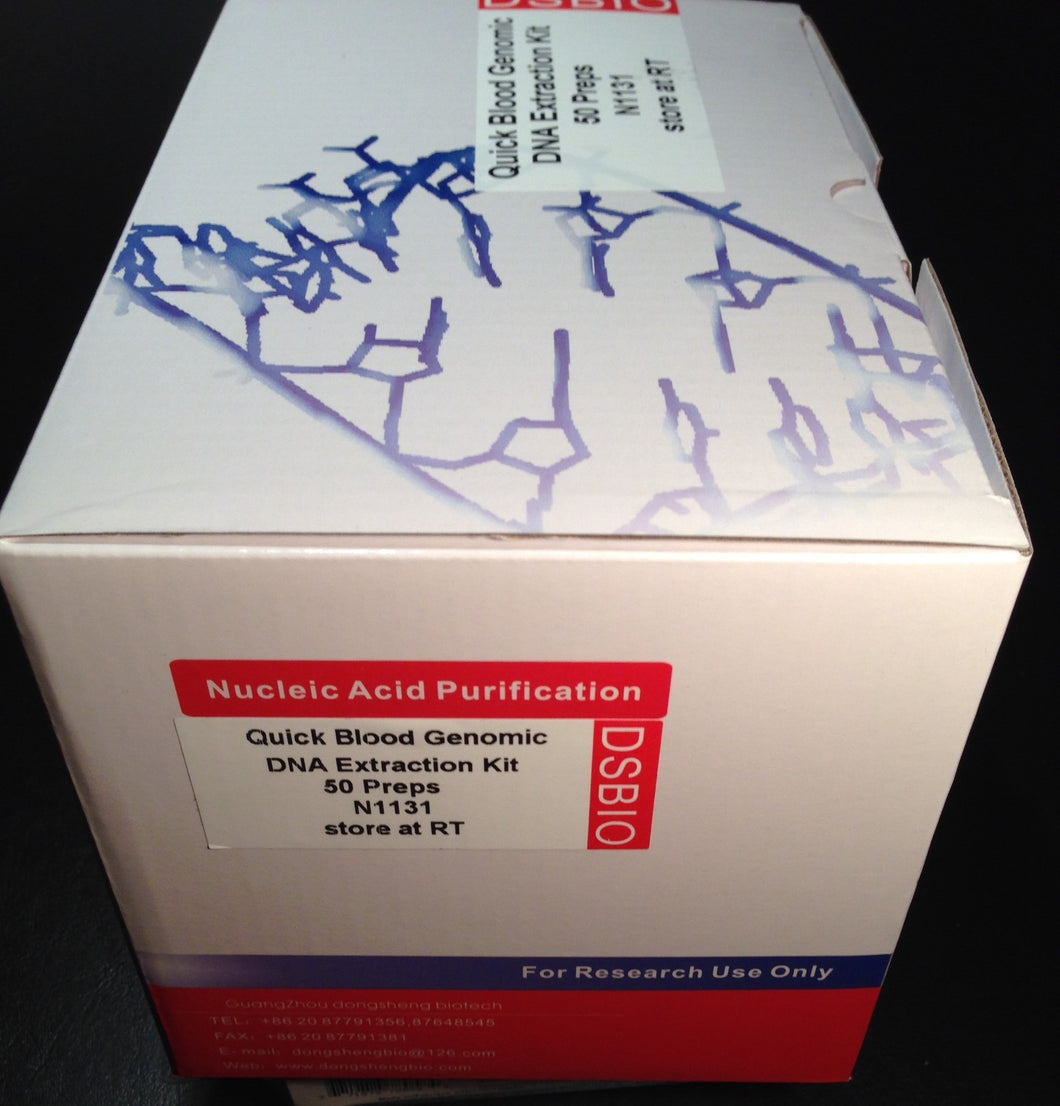 DSBIO
Quick Blood Genomic
DNA Extraction Kit
50 Preps
N1131
store at RT
Nucleic Acid Purification
Quick Blood Genomic
DNA Extraction Kit
50 Preps
N1131
store at RT
DSBIO
For Research Use Only
GuangZhou dongsheng biotech
TEL: +86 20 87791356,87648545
FAX: +86 20 87791381
E-mail: dongshengbio@126.com
Web: www.dongshengbio.com